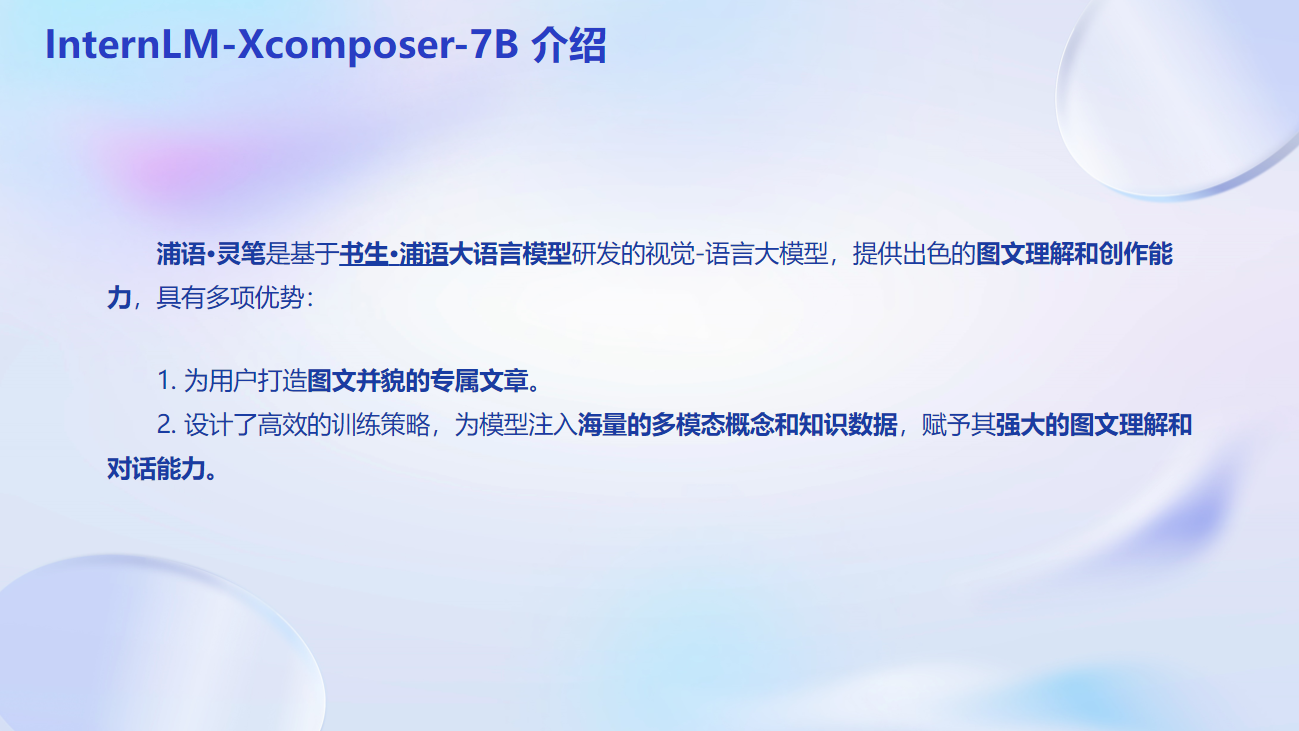 InternLM-Xcomposer-7B 介绍
浦语•灵笔是基于书生•浦语大语言模型研发的视觉-语言大模型，提供出色的图文理解和创作能
力，具有多项优势：
1. 为用户打造图文并貌的专属文章。
2. 设计了高效的训练策略，为模型注入海量的多模态概念和知识数据，赋予其强大的图文理解和
对话能力。